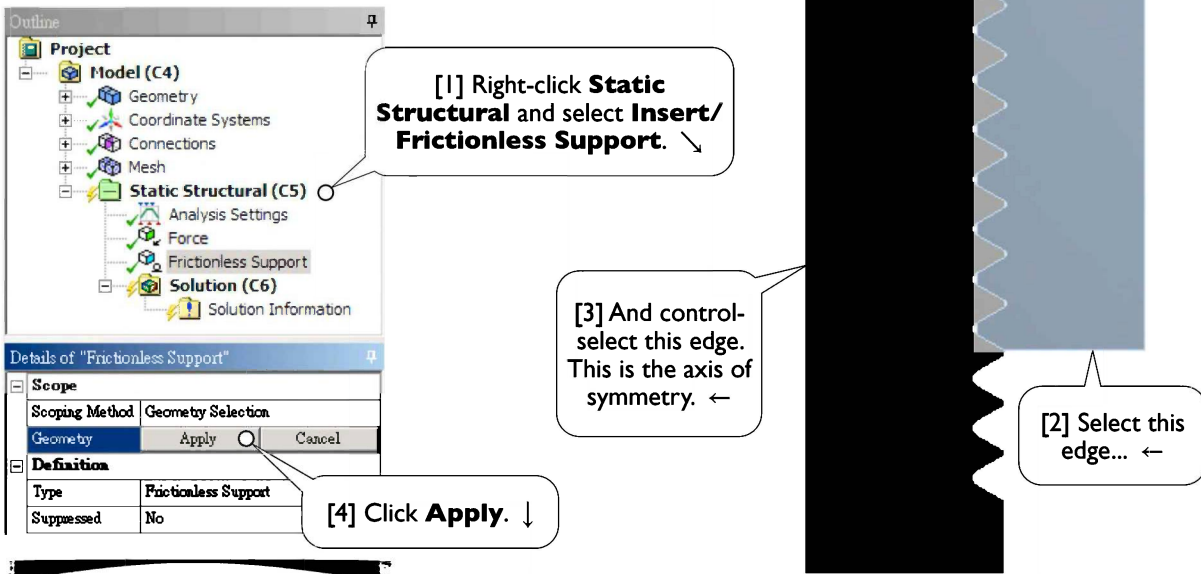 Outline
Project
Model (C4)
Geometry
Coordinate Systems
Connections
Mesh
Static Structural (C5)
Analysis Settings
Force
Frictionless Support
Solution (C6)
Solution Information
[1] Right-click Static
Structural and select Insert/
Frictionless Support. ↘
Details of "Frictionless Support"
Scope
Scoping Method Geometry Selection
Geometry Apply Cancel
Definition
Type Frictionless Support
Suppressed No
[4] Click Apply. ↓
[3] And control-
select this edge.
This is the axis of
symmetry. ←
[2] Select this
edge... ←